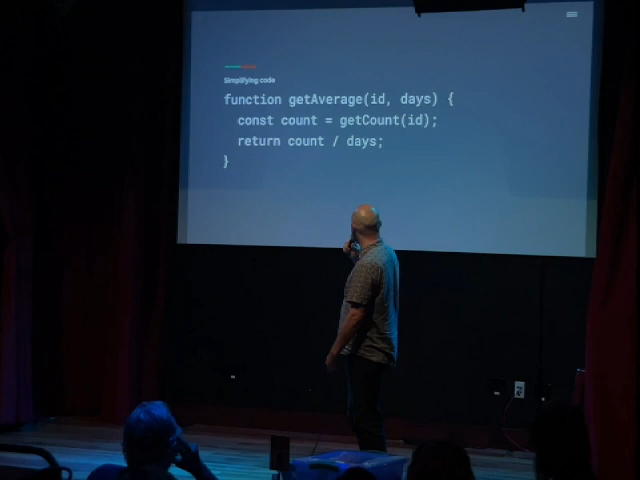 Simplifying code
function getAverage(id, days) {
  const count = getCount(id);
  return count / days;
}